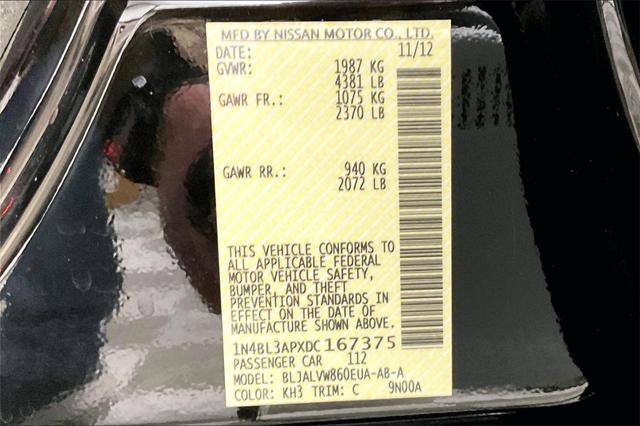 MFD BY NISSAN MOTOR CO., LTD.
DATE: 11/12
GVWR: 1987 KG
4381 LB
GAWR FR.: 1075 KG
2370 LB
GAWR RR.: 940 KG
2072 LB
THIS VEHICLE CONFORMS TO
ALL APPLICABLE FEDERAL
MOTOR VEHICLE SAFETY,
BUMPER, AND THEFT
PREVENTION STANDARDS IN
EFFECT ON THE DATE OF
MANUFACTURE SHOWN ABOVE.
1N4BL3APXDC167375
PASSENGER CAR 112
MODEL: BLJALVW860EUA-AB-A
COLOR: KH3 TRIM: C 9N00A